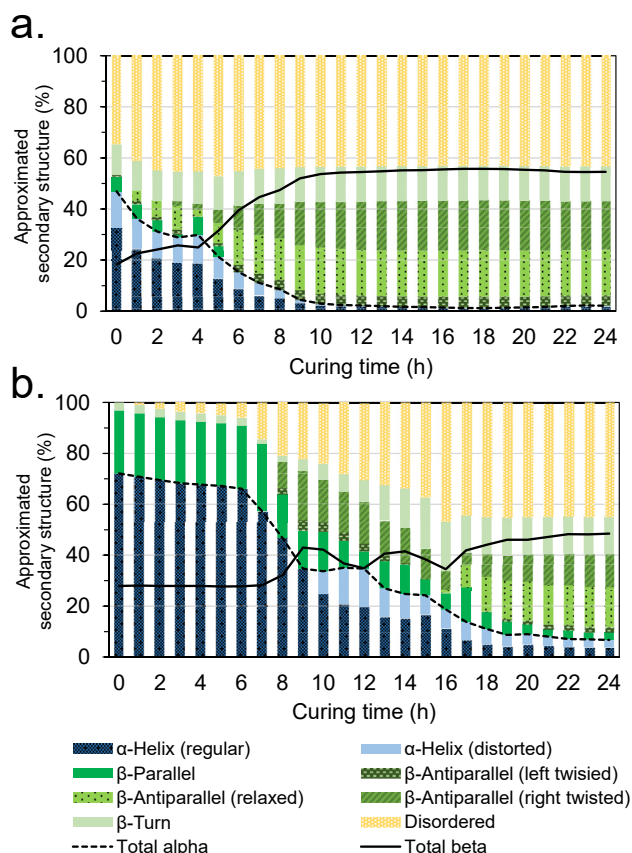 a.
Approximated
secondary structure (%)
100
80
60
40
20
0
0 2 4 6 8 10 12 14 16 18 20 22 24
Curing time (h)
b.
Approximated
secondary structure (%)
100
80
60
40
20
0
0 2 4 6 8 10 12 14 16 18 20 22 24
Curing time (h)
α-Helix (regular) α-Helix (distorted)
β-Parallel β-Antiparallel (left twisied)
β-Antiparallel (relaxed) β-Antiparallel (right twisted)
β-Turn Disordered
Total alpha Total beta